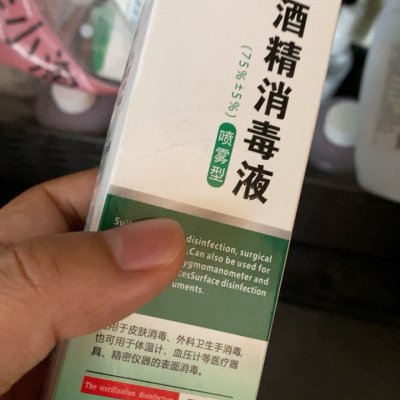 酒精消毒液
(75%±5%)
喷雾型
disinfection, surgical
.Can also be used for
ygmomanometer and
Surface disinfection
uments.
用于皮肤消毒、外科卫生手消毒,
也可用于体温计、血压计等医疗器
具、精密仪器的表面消毒。
The sterilization disinfection
小